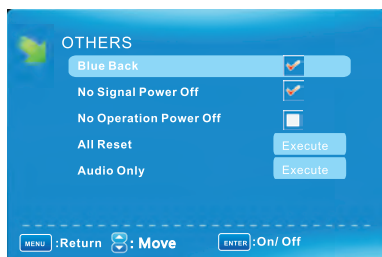 OTHERS
Blue Back
No Signal Power Off
No Operation Power Off
All Reset Execute
Audio Only Execute
MENU :Return : Move ENTER :On/ Off